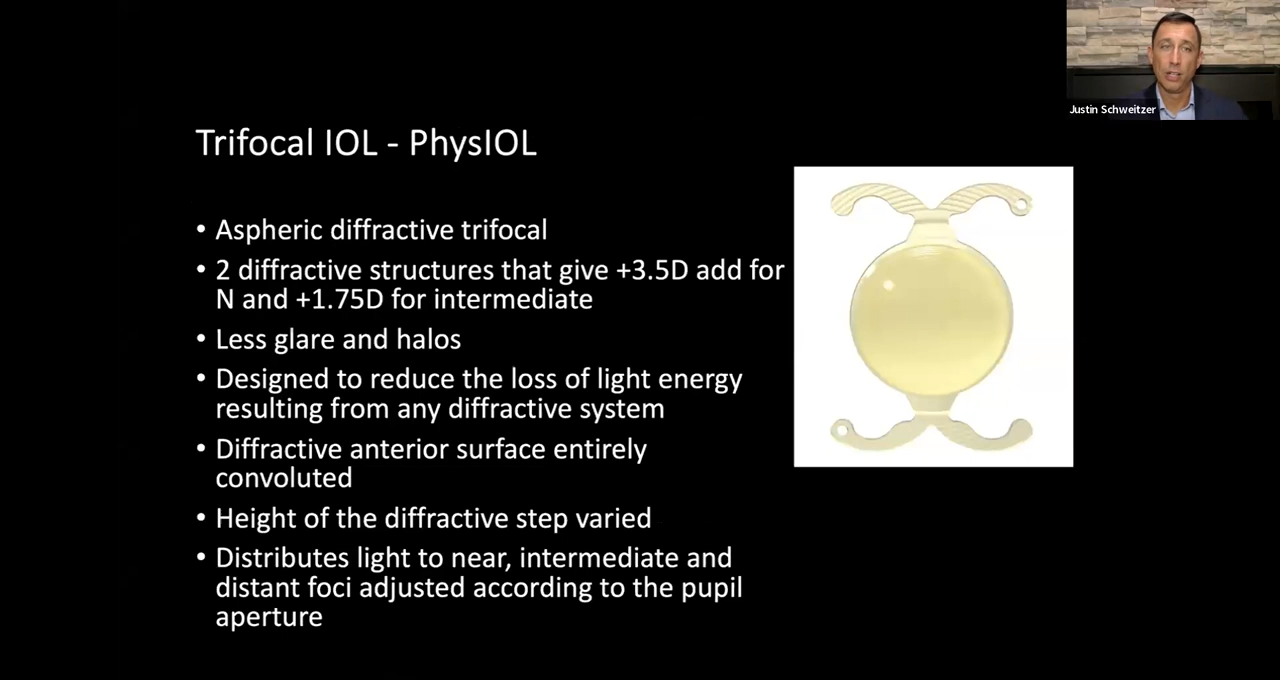 Justin Schweitzer
Trifocal IOL - PhysIOL
• Aspheric diffractive trifocal
• 2 diffractive structures that give +3.5D add for
N and +1.75D for intermediate
• Less glare and halos
• Designed to reduce the loss of light energy
resulting from any diffractive system
• Diffractive anterior surface entirely
convoluted
• Height of the diffractive step varied
• Distributes light to near, intermediate and
distant foci adjusted according to the pupil
aperture